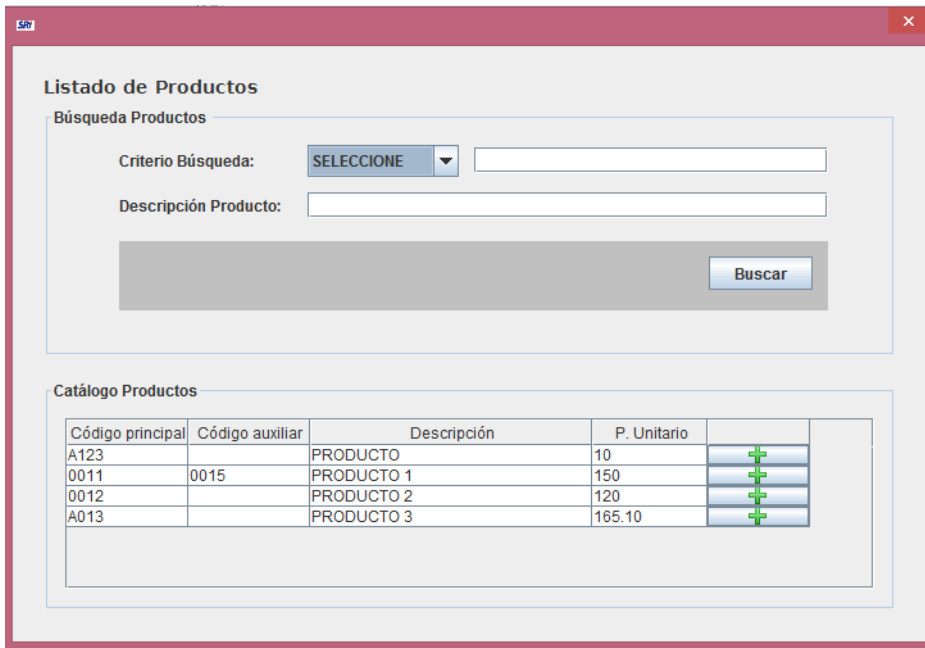 SRI
Listado de Productos
Búsqueda Productos
Criterio Búsqueda: SELECCIONE
Descripción Producto:
Buscar
Catálogo Productos
Código principal Código auxiliar Descripción P. Unitario
A123 PRODUCTO 10
0011 0015 PRODUCTO 1 150
0012 PRODUCTO 2 120
A013 PRODUCTO 3 165.10